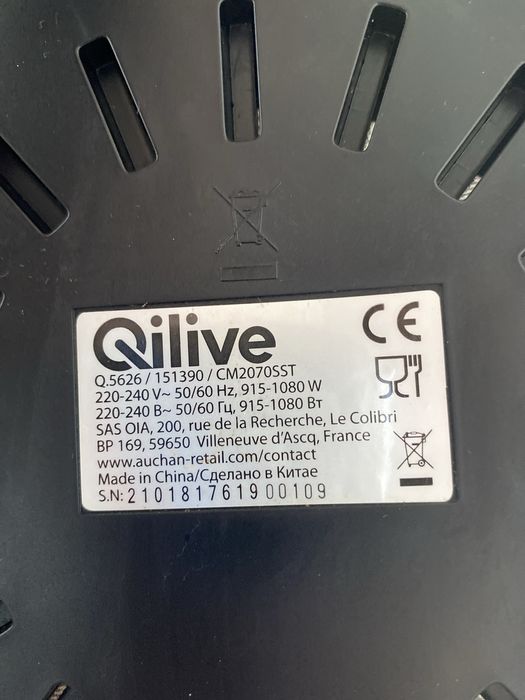 Qilive
Q.5626 / 151390 / CM2070SST
220-240 V~ 50/60 Hz, 915-1080 W
220-240 В~ 50/60 Гц, 915-1080 Вт
SAS OIA, 200, rue de la Recherche, Le Colibri
BP 169, 59650 Villeneuve d'Ascq, France
www.auchan-retail.com/contact
Made in China/Сделано в Китае
S.N: 210181761900109
CE